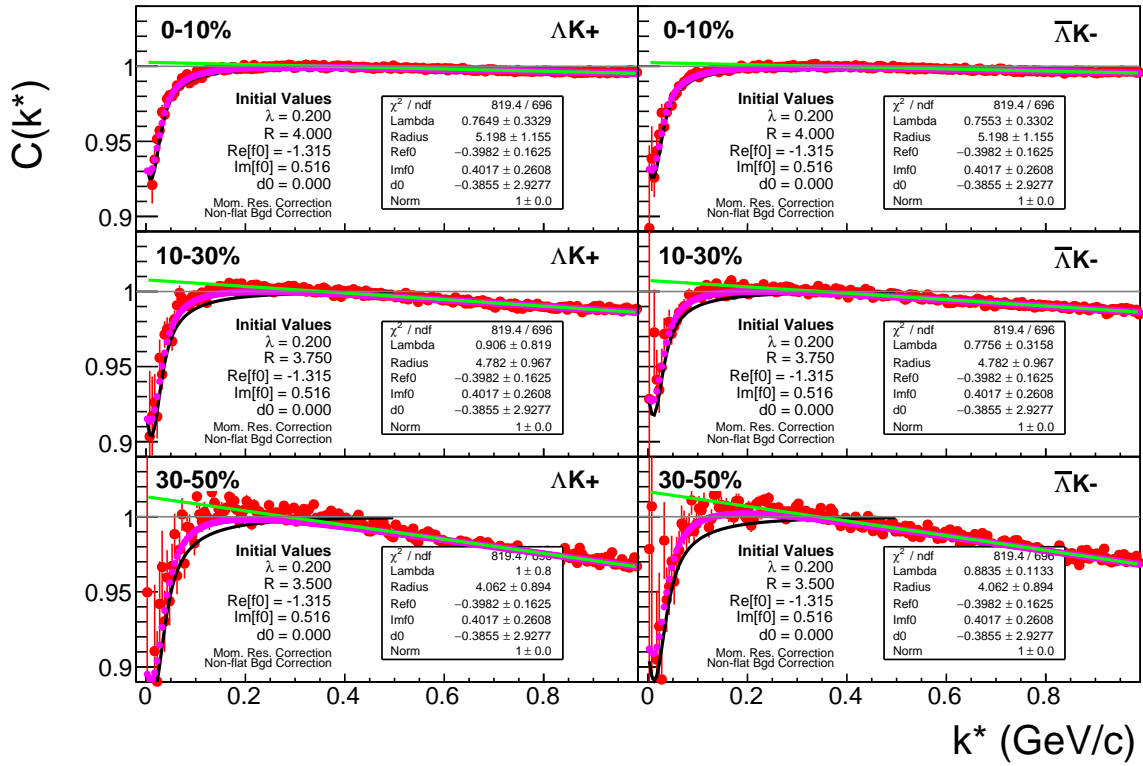 C(k*)
0-10%
ΛK+
1
0.95
0.9
Initial Values
λ = 0.200
R = 4.000
Re[f0] = -1.315
Im[f0] = 0.516
d0 = 0.000
Mom. Res. Correction
Non-flat Bgd Correction
χ² / ndf 819.4 / 696
Lambda 0.7649 ± 0.3329
Radius 5.198 ± 1.155
Ref0 −0.3982 ± 0.1625
Imf0 0.4017 ± 0.2608
d0 −0.3855 ± 2.9277
Norm 1 ± 0.0
0-10%
Λ̅K-
Initial Values
λ = 0.200
R = 4.000
Re[f0] = -1.315
Im[f0] = 0.516
d0 = 0.000
Mom. Res. Correction
Non-flat Bgd Correction
χ² / ndf 819.4 / 696
Lambda 0.7553 ± 0.3302
Radius 5.198 ± 1.155
Ref0 −0.3982 ± 0.1625
Imf0 0.4017 ± 0.2608
d0 −0.3855 ± 2.9277
Norm 1 ± 0.0
10-30%
ΛK+
1
0.95
0.9
Initial Values
λ = 0.200
R = 3.750
Re[f0] = -1.315
Im[f0] = 0.516
d0 = 0.000
Mom. Res. Correction
Non-flat Bgd Correction
χ² / ndf 819.4 / 696
Lambda 0.906 ± 0.819
Radius 4.782 ± 0.967
Ref0 −0.3982 ± 0.1625
Imf0 0.4017 ± 0.2608
d0 −0.3855 ± 2.9277
Norm 1 ± 0.0
10-30%
Λ̅K-
Initial Values
λ = 0.200
R = 3.750
Re[f0] = -1.315
Im[f0] = 0.516
d0 = 0.000
Mom. Res. Correction
Non-flat Bgd Correction
χ² / ndf 819.4 / 696
Lambda 0.7756 ± 0.3158
Radius 4.782 ± 0.967
Ref0 −0.3982 ± 0.1625
Imf0 0.4017 ± 0.2608
d0 −0.3855 ± 2.9277
Norm 1 ± 0.0
30-50%
ΛK+
1
0.95
0.9
Initial Values
λ = 0.200
R = 3.500
Re[f0] = -1.315
Im[f0] = 0.516
d0 = 0.000
Mom. Res. Correction
Non-flat Bgd Correction
χ² / ndf 819.4 / 696
Lambda 1 ± 0.8
Radius 4.062 ± 0.894
Ref0 −0.3982 ± 0.1625
Imf0 0.4017 ± 0.2608
d0 −0.3855 ± 2.9277
Norm 1 ± 0.0
30-50%
Λ̅K-
Initial Values
λ = 0.200
R = 3.500
Re[f0] = -1.315
Im[f0] = 0.516
d0 = 0.000
Mom. Res. Correction
Non-flat Bgd Correction
χ² / ndf 819.4 / 696
Lambda 0.8835 ± 0.1133
Radius 4.062 ± 0.894
Ref0 −0.3982 ± 0.1625
Imf0 0.4017 ± 0.2608
d0 −0.3855 ± 2.9277
Norm 1 ± 0.0
0 0.2 0.4 0.6 0.8 0 0.2 0.4 0.6 0.8
k* (GeV/c)